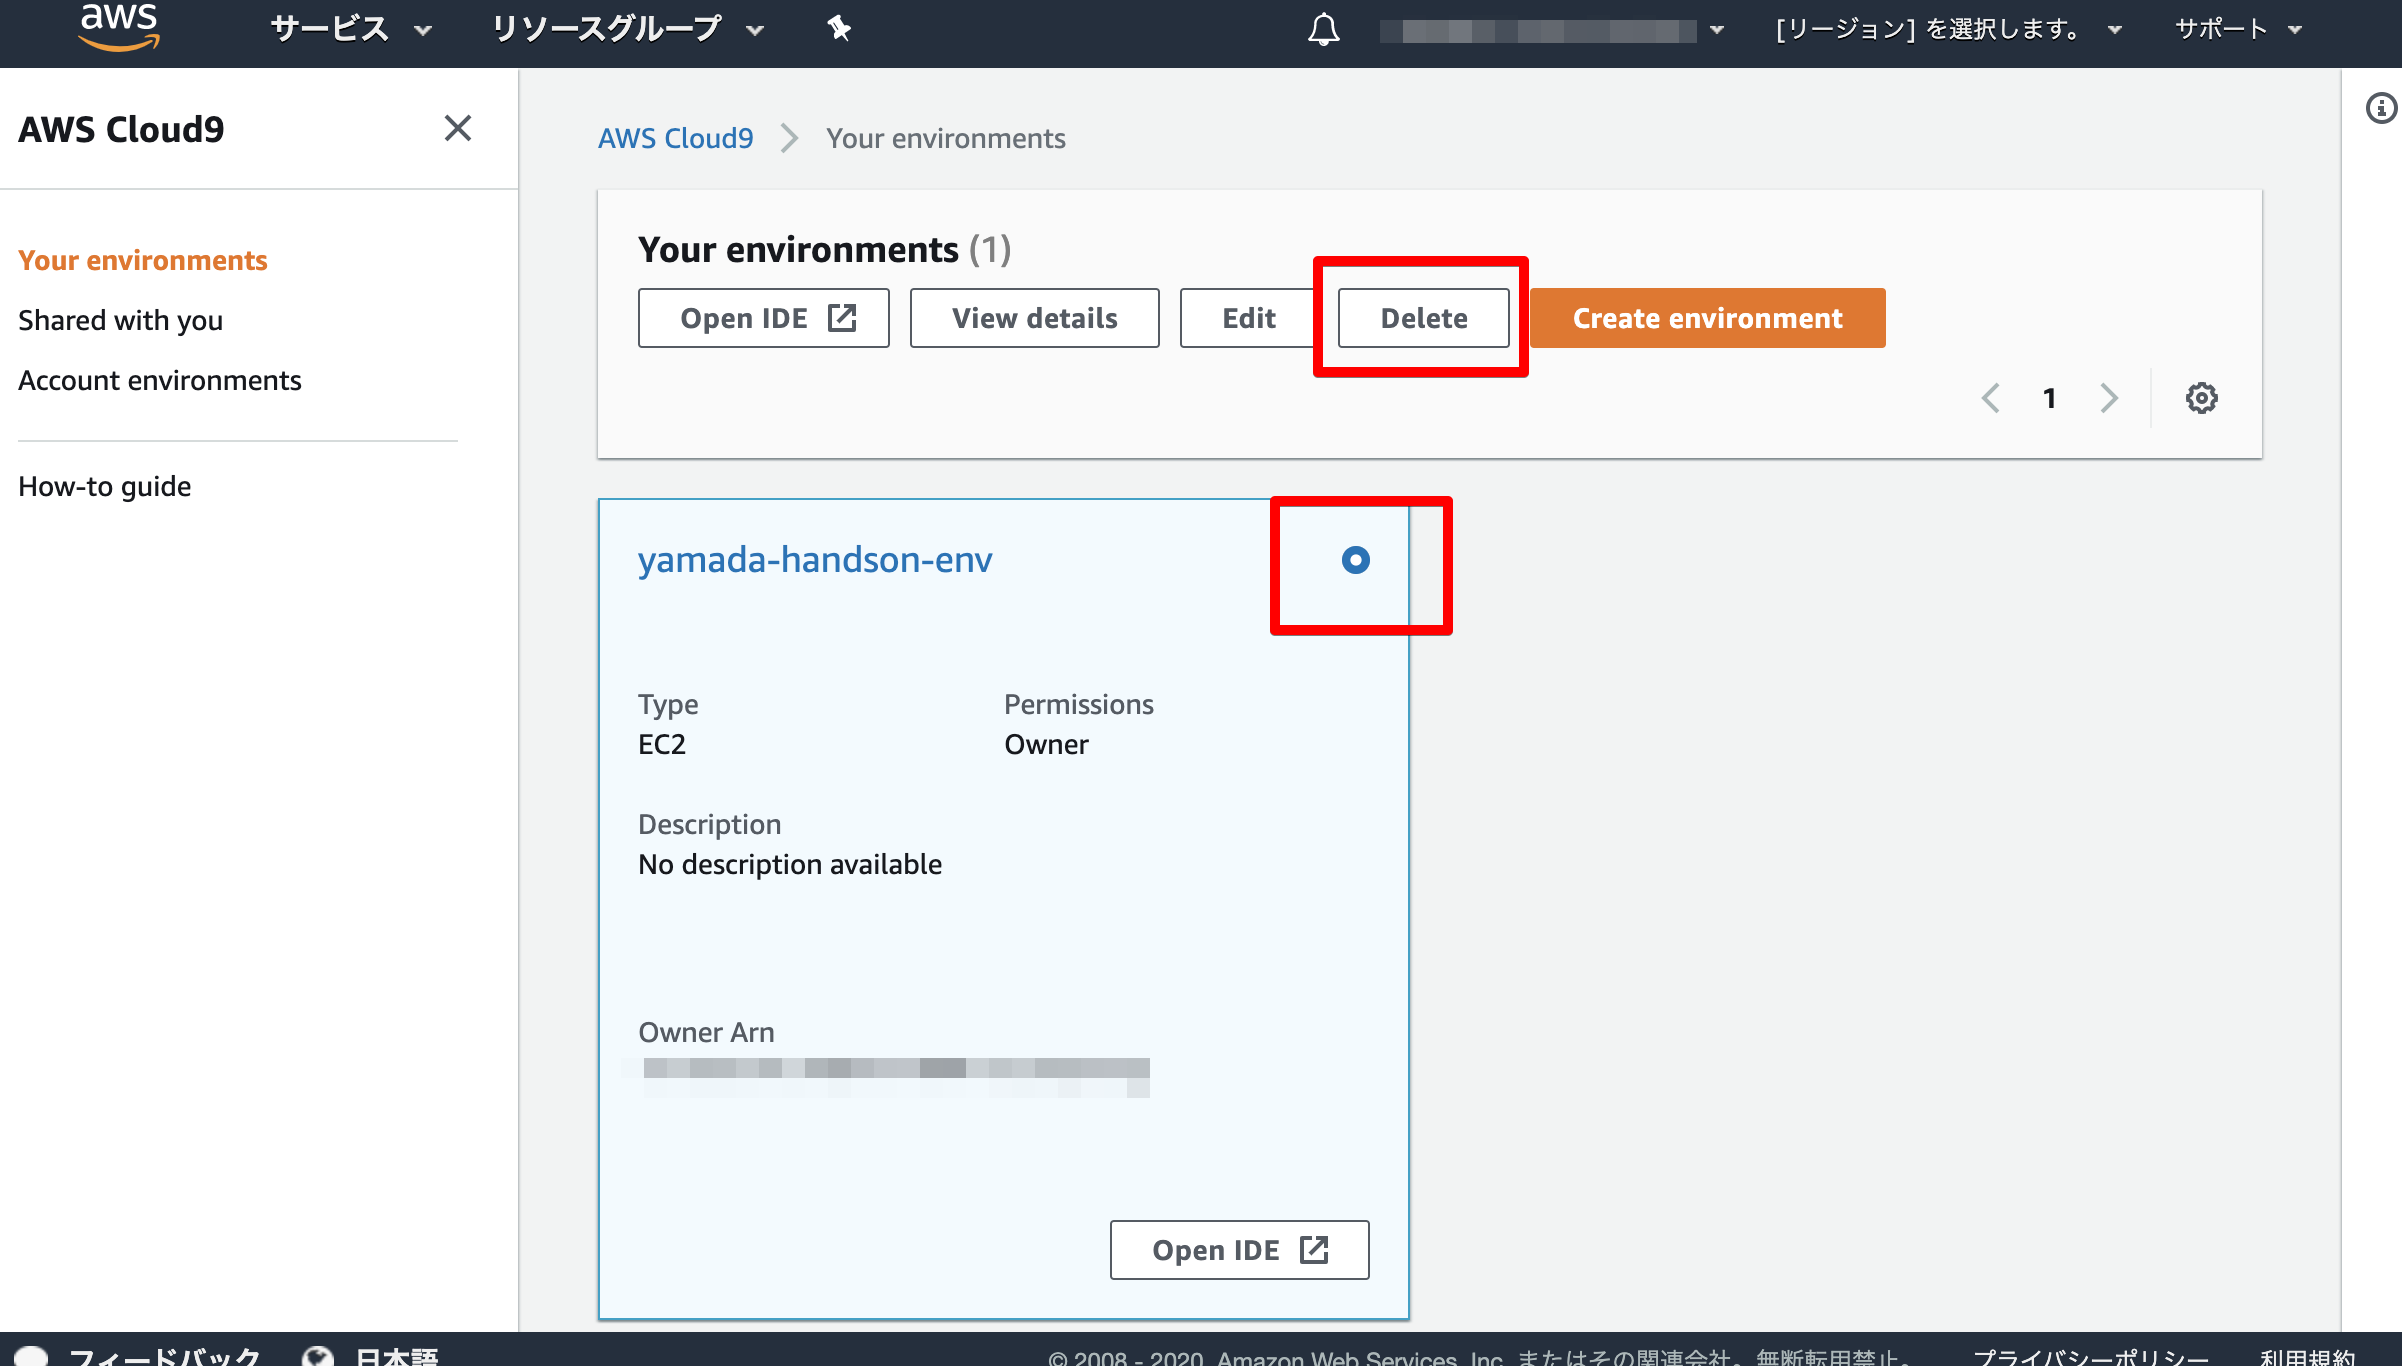 aws サービス リソースグループ [リージョン] を選択します。 サポート
AWS Cloud9
Your environments
Shared with you
Account environments
How-to guide
AWS Cloud9 Your environments
Your environments (1)
Open IDE View details Edit Delete Create environment
1
yamada-handson-env
Type Permissions
EC2 Owner
Description
No description available
Owner Arn
Open IDE
フィードバック 日本語 © 2008 - 2020, Amazon Web Services, Inc. またはその関連会社。無断転用禁止。 プライバシーポリシー 利用規約